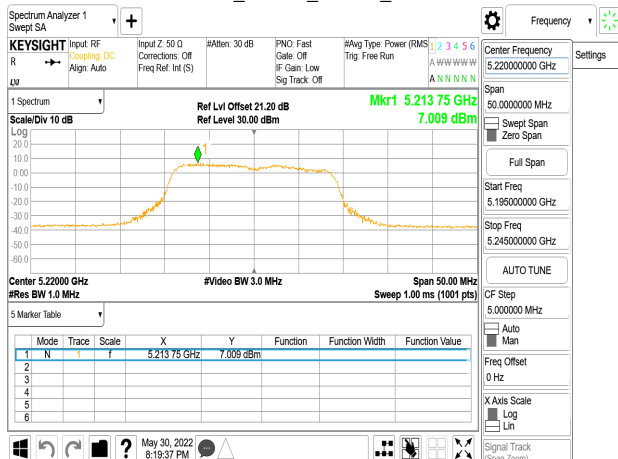 Spectrum Analyzer 1
Swept SA
Frequency
Settings
KEYSIGHT
R
LXI
Input: RF
Coupling: DC
Align: Auto
Input Z: 50 Ω
Corrections: Off
Freq Ref: Int (S)
#Atten: 30 dB
PNO: Fast
Gate: Off
IF Gain: Low
Sig Track: Off
#Avg Type: Power (RMS
Trig: Free Run
1 2 3 4 5 6
A W W W W W
A N N N N N
1 Spectrum
Scale/Div 10 dB
Log
Ref Lvl Offset 21.20 dB
Ref Level 30.00 dBm
Mkr1 5.213 75 GHz
7.009 dBm
1
20.0
10.0
0.00
-10.0
-20.0
-30.0
-40.0
-50.0
-60.0
Center 5.22000 GHz
#Res BW 1.0 MHz
#Video BW 3.0 MHz
Span 50.00 MHz
Sweep 1.00 ms (1001 pts)
5 Marker Table
Mode Trace Scale X Y Function Function Width Function Value
1 N 1 f 5.213 75 GHz 7.009 dBm
2
3
4
5
6
May 30, 2022
8:19:37 PM
Center Frequency
5.220000000 GHz
Span
50.0000000 MHz
Swept Span
Zero Span
Full Span
Start Freq
5.195000000 GHz
Stop Freq
5.245000000 GHz
AUTO TUNE
CF Step
5.000000 MHz
Auto
Man
Freq Offset
0 Hz
X Axis Scale
Log
Lin
Signal Track
(Span Zoom)